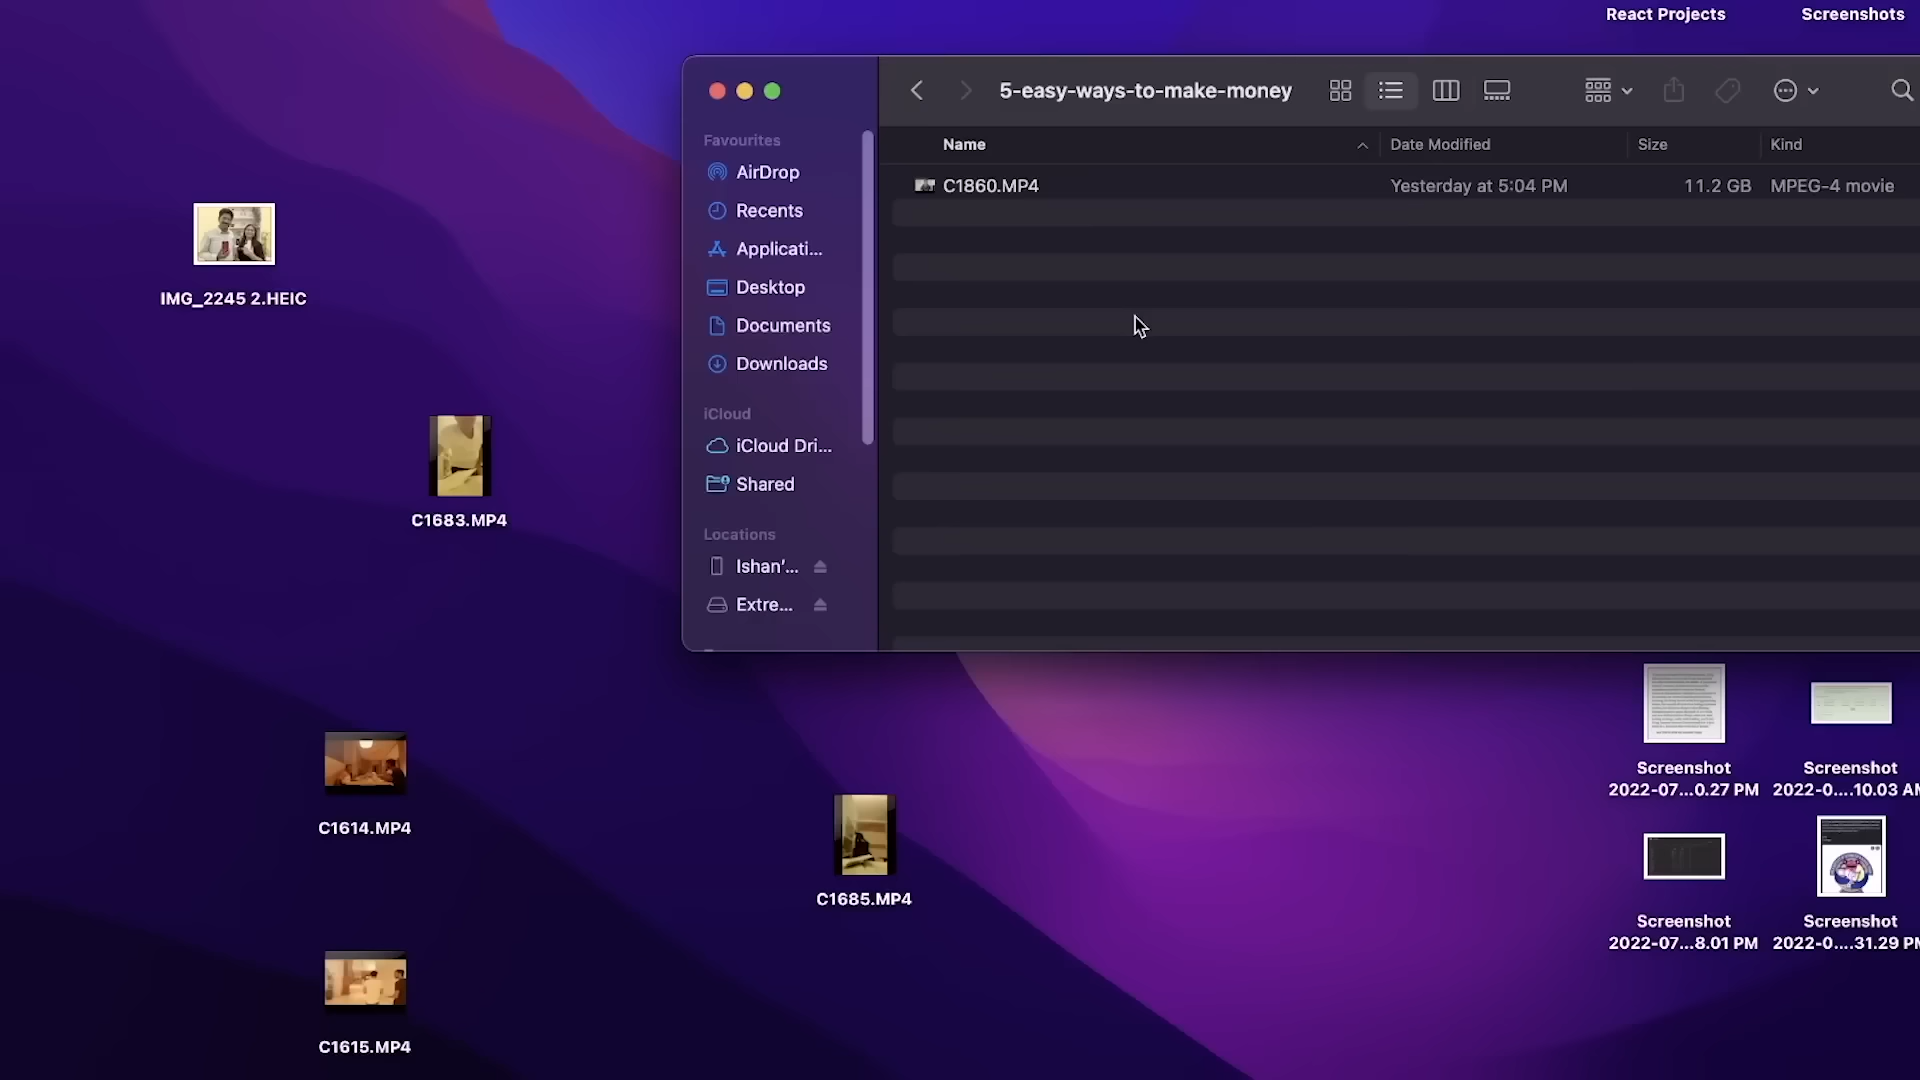 React Projects
Screenshots
5-easy-ways-to-make-money
Favourites
AirDrop
Recents
Applicati...
Desktop
Documents
Downloads
iCloud
iCloud Dri...
Shared
Locations
Ishan’...
Extre...
Name
Date Modified
Size
Kind
C1860.MP4
Yesterday at 5:04 PM
11.2 GB
MPEG-4 movie
IMG_2245 2.HEIC
C1683.MP4
C1614.MP4
C1685.MP4
C1615.MP4
Screenshot
2022-07...0.27 PM
Screenshot
2022-0....10.03 AM
Screenshot
2022-07...8.01 PM
Screenshot
2022-0....31.29 PM